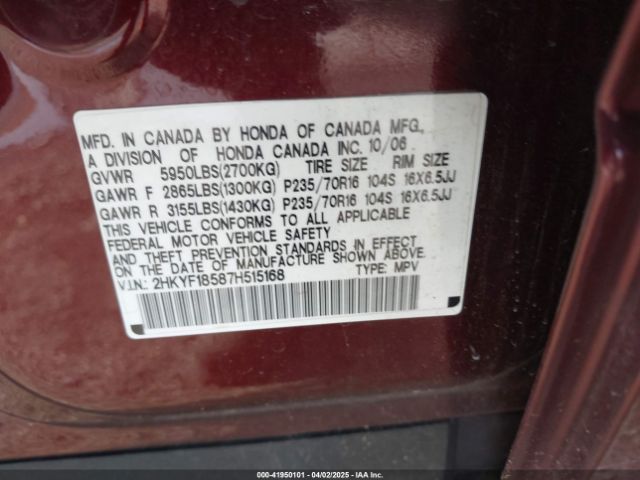 MFD. IN CANADA BY HONDA OF CANADA MFG.,
A DIVISION OF HONDA CANADA INC. 10/06
GVWR 5950LBS(2700KG) TIRE SIZE RIM SIZE
GAWR F 2865LBS(1300KG) P235/70R16 104S 16X6.5JJ
GAWR R 3155LBS(1430KG) P235/70R16 104S 16X6.5JJ
THIS VEHICLE CONFORMS TO ALL APPLICABLE
FEDERAL MOTOR VEHICLE SAFETY
AND THEFT PREVENTION STANDARDS IN EFFECT
ON THE DATE OF MANUFACTURE SHOWN ABOVE.
V.I.N.: 2HKYF18587H515168 TYPE: MPV
000-41950101 - 04/02/2025 - IAAI.com